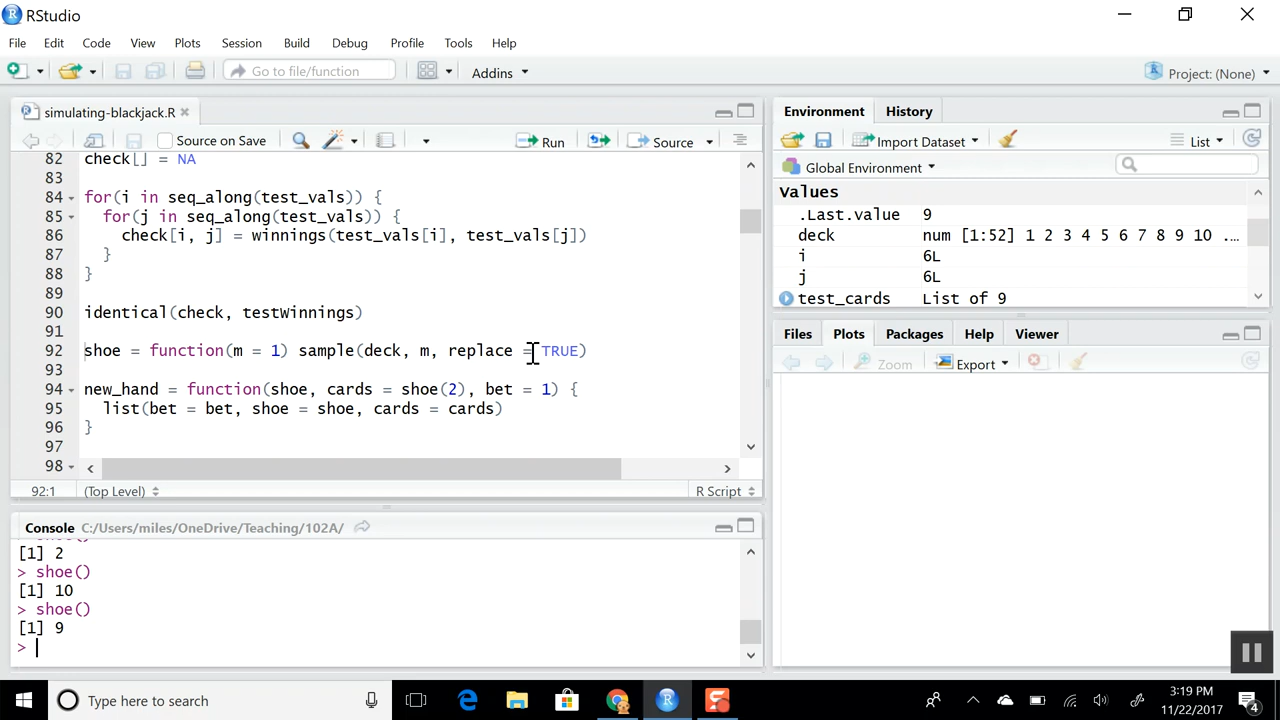 RStudio
File Edit Code View Plots Session Build Debug Profile Tools Help
Go to file/function Addins Project: (None)
simulating-blackjack.R
Source on Save Run Source
82 check[] = NA
83
84 for(i in seq_along(test_vals)) {
85 for(j in seq_along(test_vals)) {
86 check[i, j] = winnings(test_vals[i], test_vals[j])
87 }
88 }
89
90 identical(check, testWinnings)
91
92 shoe = function(m = 1) sample(deck, m, replace = TRUE)
93
94 new_hand = function(shoe, cards = shoe(2), bet = 1) {
95 list(bet = bet, shoe = shoe, cards = cards)
96 }
97
98
92:1 (Top Level) R Script
Console C:/Users/miles/OneDrive/Teaching/102A/
[1] 2
> shoe()
[1] 10
> shoe()
[1] 9
>
Environment History
Import Dataset List
Global Environment
Values
.Last.value 9
deck num [1:52] 1 2 3 4 5 6 7 8 9 10 ...
i 6L
j 6L
test_cards List of 9
Files Plots Packages Help Viewer
Zoom Export
Type here to search
3:19 PM
11/22/2017
4